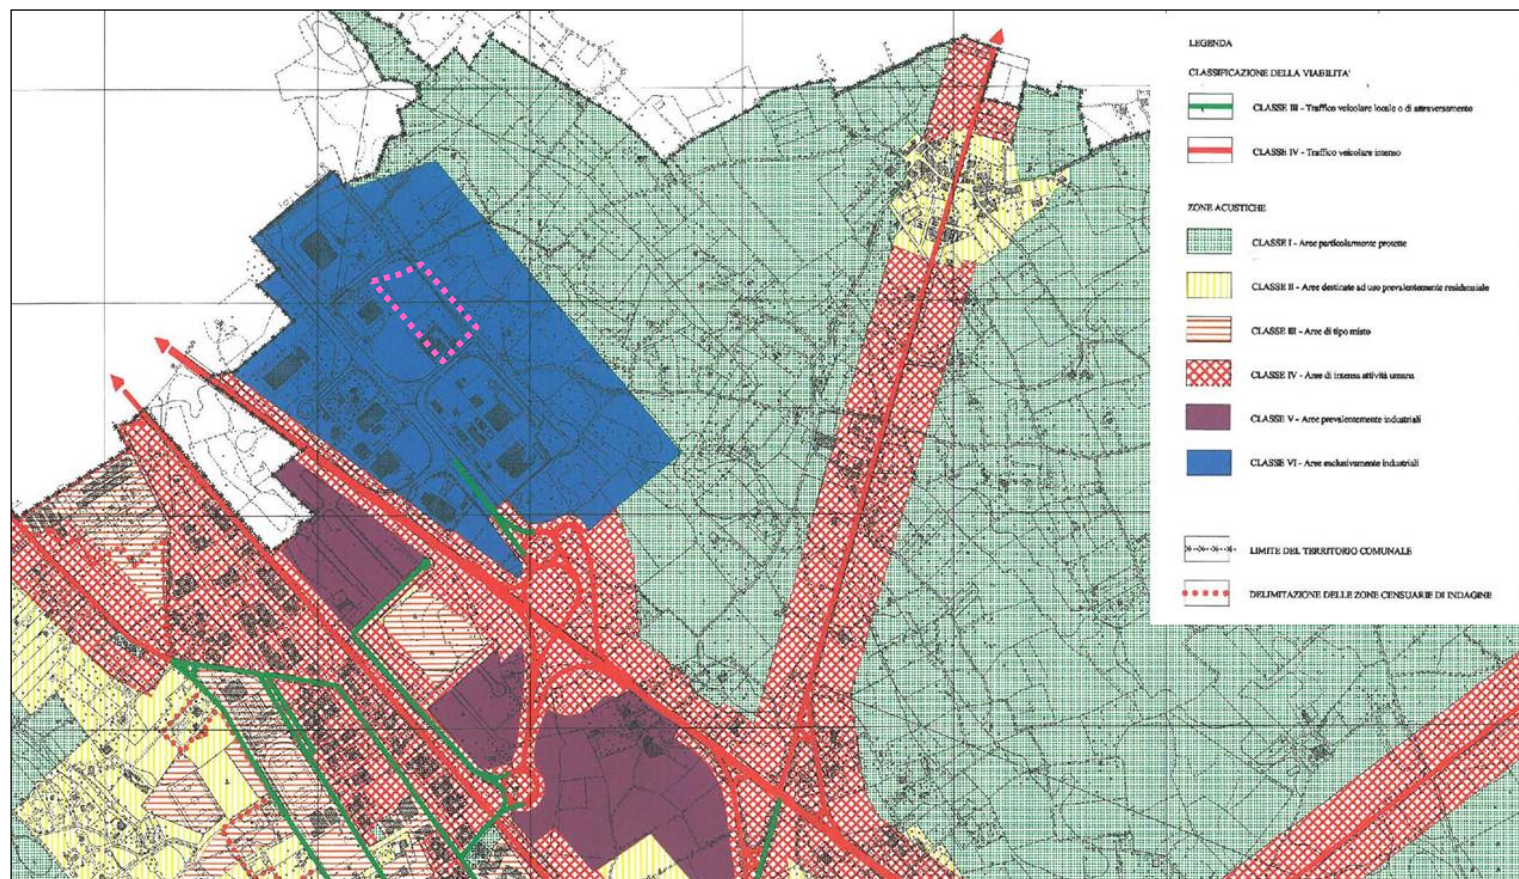 LEGENDA
CLASSIFICAZIONE DELLA VIABILITA'
CLASSE III - Traffico veicolare locale o di attraversamento
CLASSE IV - Traffico veicolare intenso
ZONE ACUSTICHE
CLASSE I - Aree particolarmente protette
CLASSE II - Aree destinate ad uso prevalentemente residenziale
CLASSE III - Aree di tipo misto
CLASSE IV - Aree di intensa attività umana
CLASSE V - Aree prevalentemente industriali
CLASSE VI - Aree esclusivamente industriali
LIMITE DEL TERRITORIO COMUNALE
DELIMITAZIONE DELLE ZONE CENSUARIE DI INDAGINE